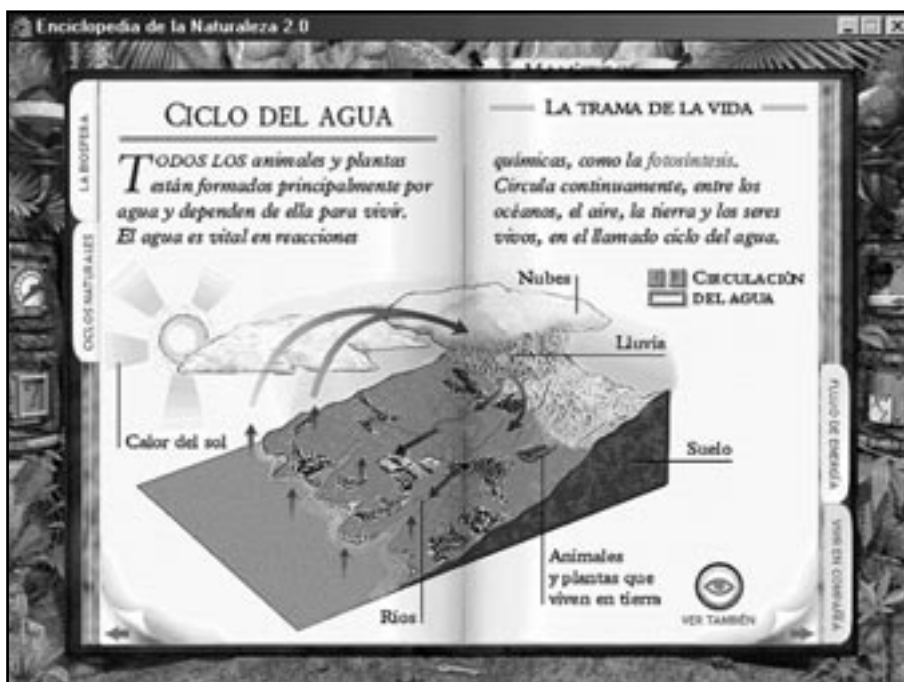 Enciclopedia de la Naturaleza 2.0
CICLO DEL AGUA
TODOS LOS animales y plantas
están formados principalmente por
agua y dependen de ella para vivir.
El agua es vital en reacciones
LA TRAMA DE LA VIDA
químicas, como la fotosíntesis.
Circula continuamente, entre los
océanos, el aire, la tierra y los seres
vivos, en el llamado ciclo del agua.
LA BIOSFERA
CICLOS NATURALES
Nubes
CIRCULACIÓN
DEL AGUA
Lluvia
Calor del sol
Suelo
Ríos
Animales
y plantas que
viven en tierra
VER TAMBIÉN
FLUJO DE ENERGÍA
VIVIR EN COMPAÑÍA